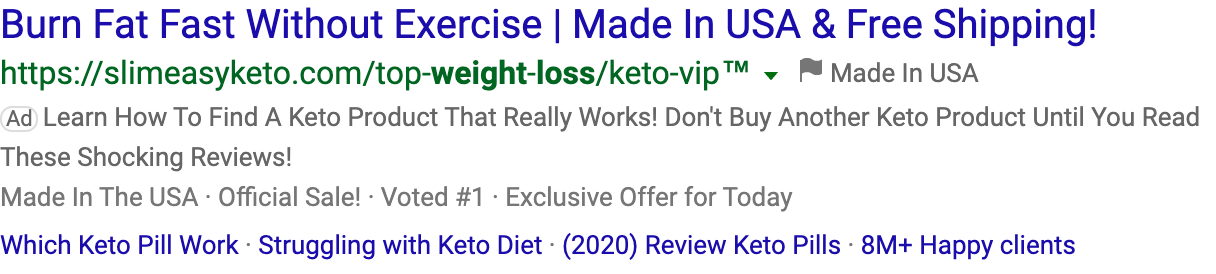 Burn Fat Fast Without Exercise | Made In USA & Free Shipping!
https://slimeasyketo.com/top-weight-loss/keto-vip™ Made In USA
Ad Learn How To Find A Keto Product That Really Works! Don't Buy Another Keto Product Until You Read
These Shocking Reviews!
Made In The USA · Official Sale! · Voted #1 · Exclusive Offer for Today
Which Keto Pill Work · Struggling with Keto Diet · (2020) Review Keto Pills · 8M+ Happy clients